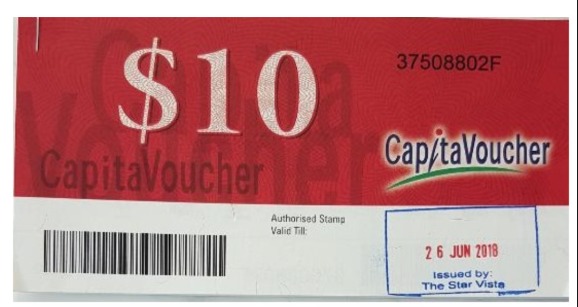 $10
37508802F
CapitaVoucher
CapitaVoucher
Authorised Stamp
Valid Till:
26 JUN 2018
Issued by:
The Star Vista